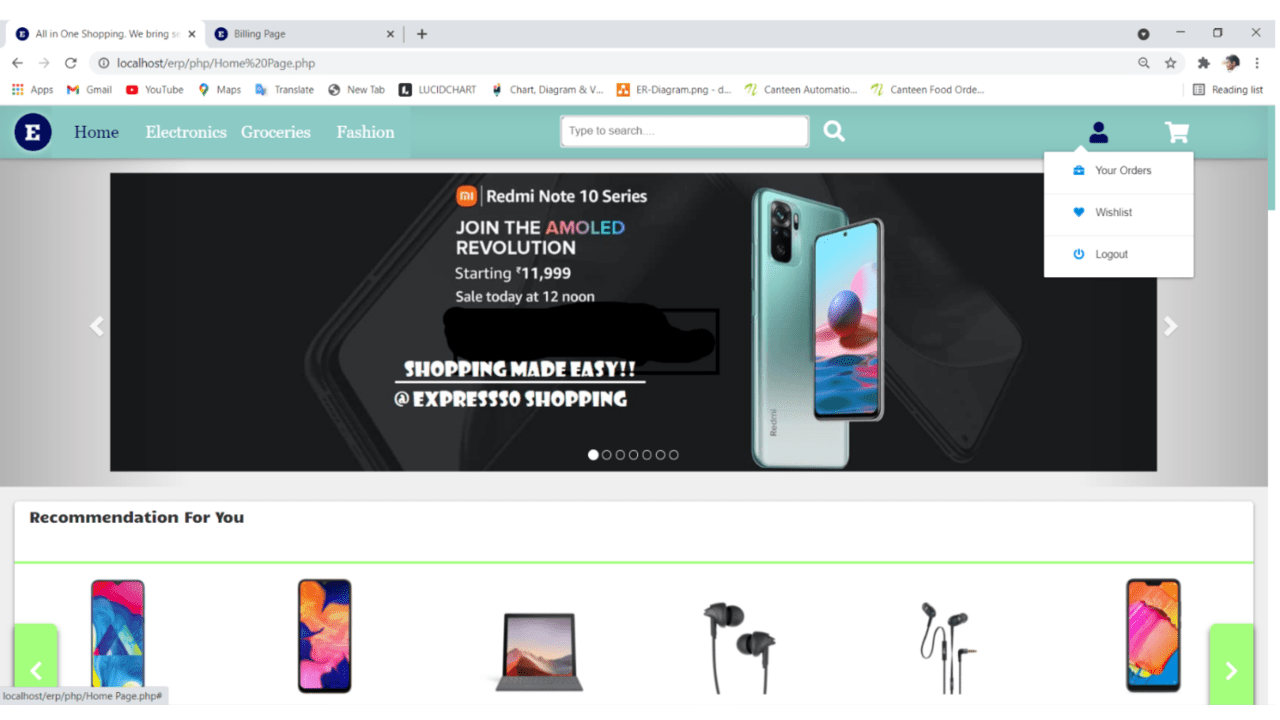 All in One Shopping. We bring se
Billing Page
localhost/erp/php/Home%20Page.php
Apps
Gmail
YouTube
Maps
Translate
New Tab
LUCIDCHART
Chart, Diagram & V...
ER-Diagram.png - d...
Canteen Automatio...
Canteen Food Orde...
Reading list
E
Home
Electronics
Groceries
Fashion
Type to search....
Your Orders
Wishlist
Logout
mi Redmi Note 10 Series
JOIN THE AMOLED
REVOLUTION
Starting ₹11,999
Sale today at 12 noon
SHOPPING MADE EASY!!
@ EXPRESSSO SHOPPING
Redmi
Recommendation For You
localhost/erp/php/Home Page.php#